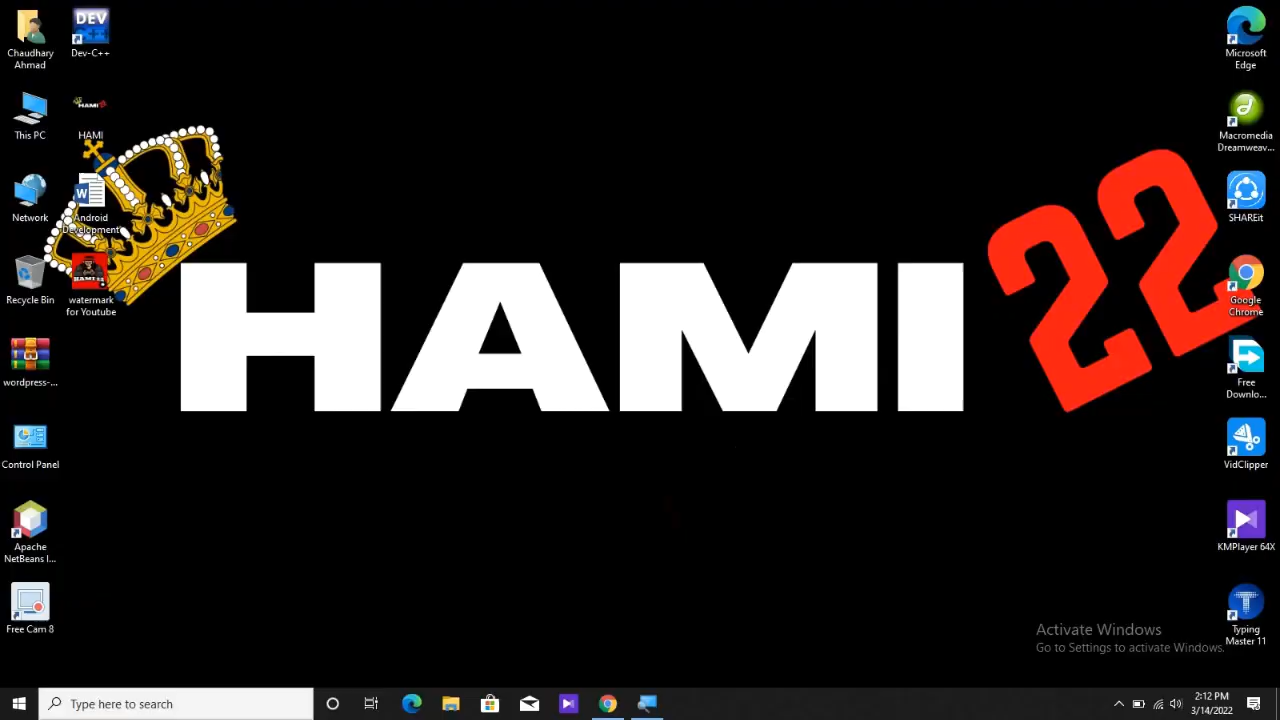 Chaudhary
Ahmad
DEV
C++
Dev-C++
This PC
HAMI
HAMI
Network
W
Android
Development
Recycle Bin
watermark
for Youtube
wordpress-...
Control Panel
Apache
NetBeans I...
Free Cam 8
HAMI
22
Microsoft
Edge
Macromedia
Dreamweav...
SHAREit
Google
Chrome
Free
Downlo...
VidClipper
KMPlayer 64X
T
Typing
Master 11
Activate Windows
Go to Settings to activate Windows.
Type here to search
2:12 PM
3/14/2022